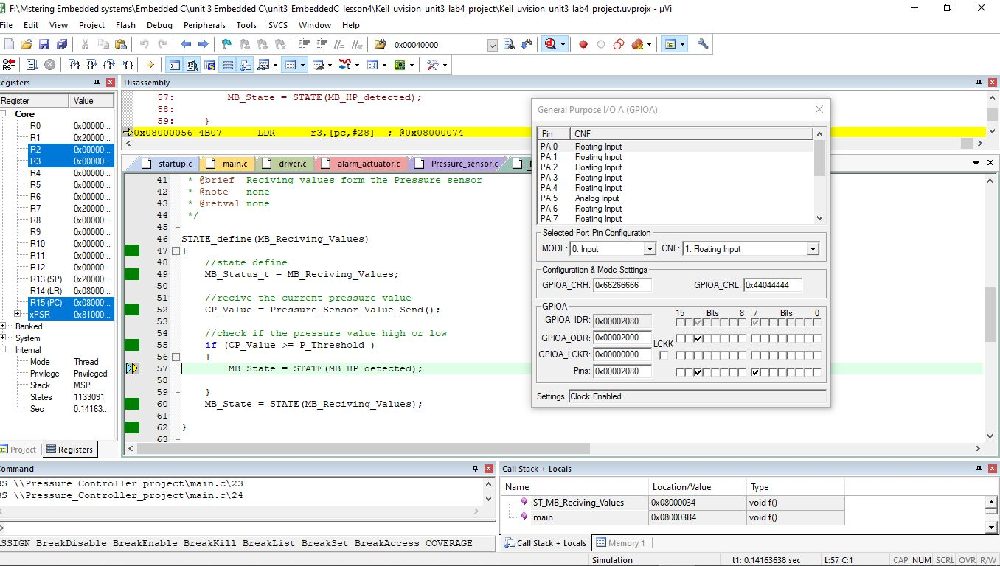 F:\Mstering Embedded systems\Embedded C\unit 3 Embedded C\unit3_EmbeddedC_lesson4\Keil_uvision_unit3_lab4_project\Keil_uvision_unit3_lab4_project.uvprojx - µVi
File Edit View Project Flash Debug Peripherals Tools SVCS Window Help
0x00040000
RST
egisters
Register Value
Core
R0 0x00000...
R1 0x20000...
R2 0x00000...
R3 0x00000...
R4 0x00000...
R5 0x00000...
R6 0x00000...
R7 0x20000...
R8 0x00000...
R9 0x00000...
R10 0x00000...
R11 0x00000...
R12 0x00000...
R13 (SP) 0x20000...
R14 (LR) 0x08000...
R15 (PC) 0x08000...
xPSR 0x81000...
Banked
System
Internal
Mode Thread
Privilege Privileged
Stack MSP
States 1133091
Sec 0.14163...
Project Registers
Disassembly
57: MB_State = STATE(MB_HP_detected);
58:
59: }
0x08000056 4B07 LDR r3,[pc,#28] ; @0x08000074
startup.c main.c driver.c alarm_actuator.c Pressure_sensor.c
41 * @brief Reciving values form the Pressure sensor
42 * @note none
43 * @retval none
44 */
45
46 STATE_define(MB_Reciving_Values)
47 {
48 //state define
49 MB_Status_t = MB_Reciving_Values;
50
51 //recive the current pressure value
52 CP_Value = Pressure_Sensor_Value_Send();
53
54 //check if the pressure value high or low
55 if (CP_Value >= P_Threshold )
56 {
57 MB_State = STATE(MB_HP_detected);
58
59 }
60 MB_State = STATE(MB_Reciving_Values);
61
62 }
63
General Purpose I/O A (GPIOA)
Pin CNF
PA.0 Floating Input
PA.1 Floating Input
PA.2 Floating Input
PA.3 Floating Input
PA.4 Floating Input
PA.5 Analog Input
PA.6 Floating Input
PA.7 Floating Input
Selected Port Pin Configuration
MODE: 0: Input CNF: 1: Floating Input
Configuration & Mode Settings
GPIOA_CRH: 0x66266666 GPIOA_CRL: 0x44044444
GPIOA
15 Bits 8 7 Bits 0
GPIOA_IDR: 0x00002080
GPIOA_ODR: 0x00002000
LCKK
GPIOA_LCKR: 0x00000000
Pins: 0x00002080
Settings: Clock Enabled
ommand
BS \\Pressure_Controller_project\main.c\23
BS \\Pressure_Controller_project\main.c\24
>
ASSIGN BreakDisable BreakEnable BreakKill BreakList BreakSet BreakAccess COVERAGE
Call Stack + Locals
Name Location/Value Type
ST_MB_Reciving_Values 0x08000034 void f()
main 0x080003B4 void f()
Call Stack + Locals Memory 1
Simulation t1: 0.14163638 sec L:57 C:1 CAP NUM SCRL OVR R/W